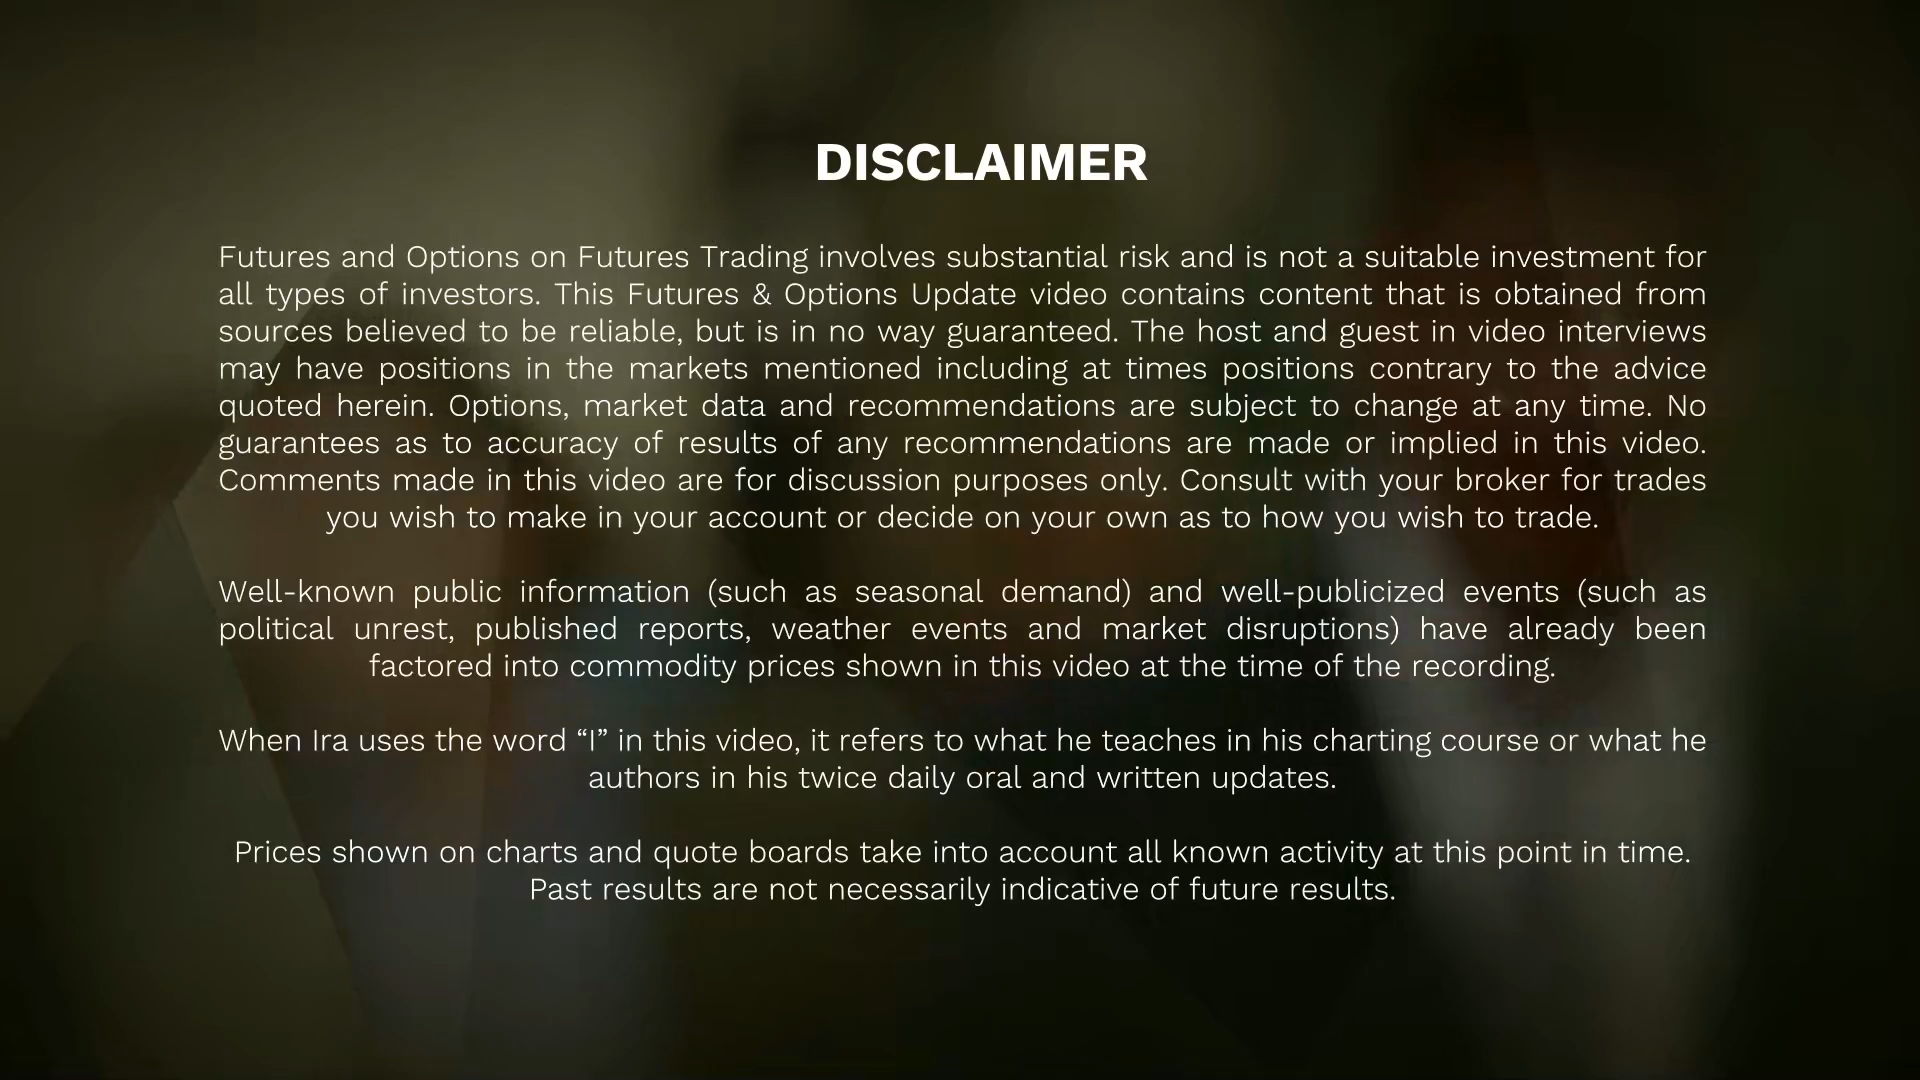 DISCLAIMER
Futures and Options on Futures Trading involves substantial risk and is not a suitable investment for
all types of investors. This Futures & Options Update video contains content that is obtained from
sources believed to be reliable, but is in no way guaranteed. The host and guest in video interviews
may have positions in the markets mentioned including at times positions contrary to the advice
quoted herein. Options, market data and recommendations are subject to change at any time. No
guarantees as to accuracy of results of any recommendations are made or implied in this video.
Comments made in this video are for discussion purposes only. Consult with your broker for trades
you wish to make in your account or decide on your own as to how you wish to trade.
Well-known public information (such as seasonal demand) and well-publicized events (such as
political unrest, published reports, weather events and market disruptions) have already been
factored into commodity prices shown in this video at the time of the recording.
When Ira uses the word “I” in this video, it refers to what he teaches in his charting course or what he
authors in his twice daily oral and written updates.
Prices shown on charts and quote boards take into account all known activity at this point in time.
Past results are not necessarily indicative of future results.